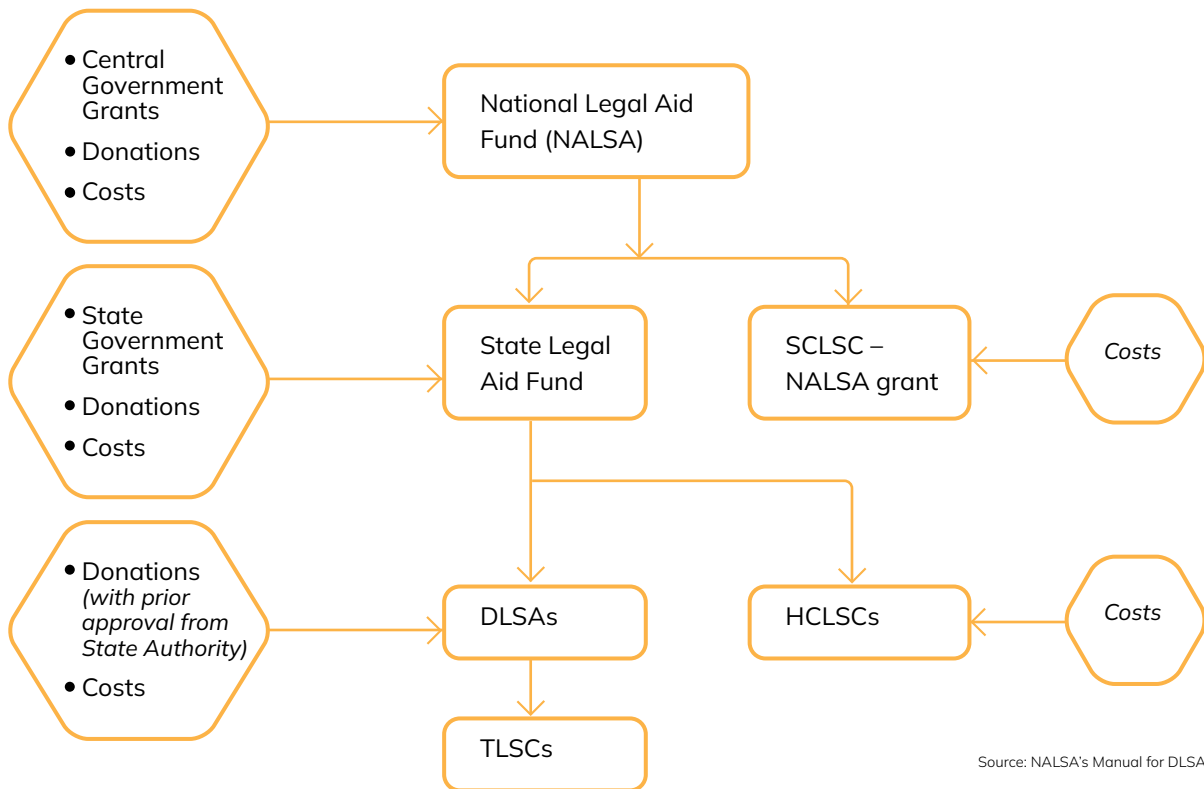 • Central
Government
Grants
• Donations
• Costs
National Legal Aid
Fund (NALSA)
• State
Government
Grants
• Donations
• Costs
State Legal
Aid Fund
SCLSC –
NALSA grant
Costs
• Donations
(with prior
approval from
State Authority)
• Costs
DLSAs
HCLSCs
Costs
TLSCs
Source: NALSA's Manual for DLSA